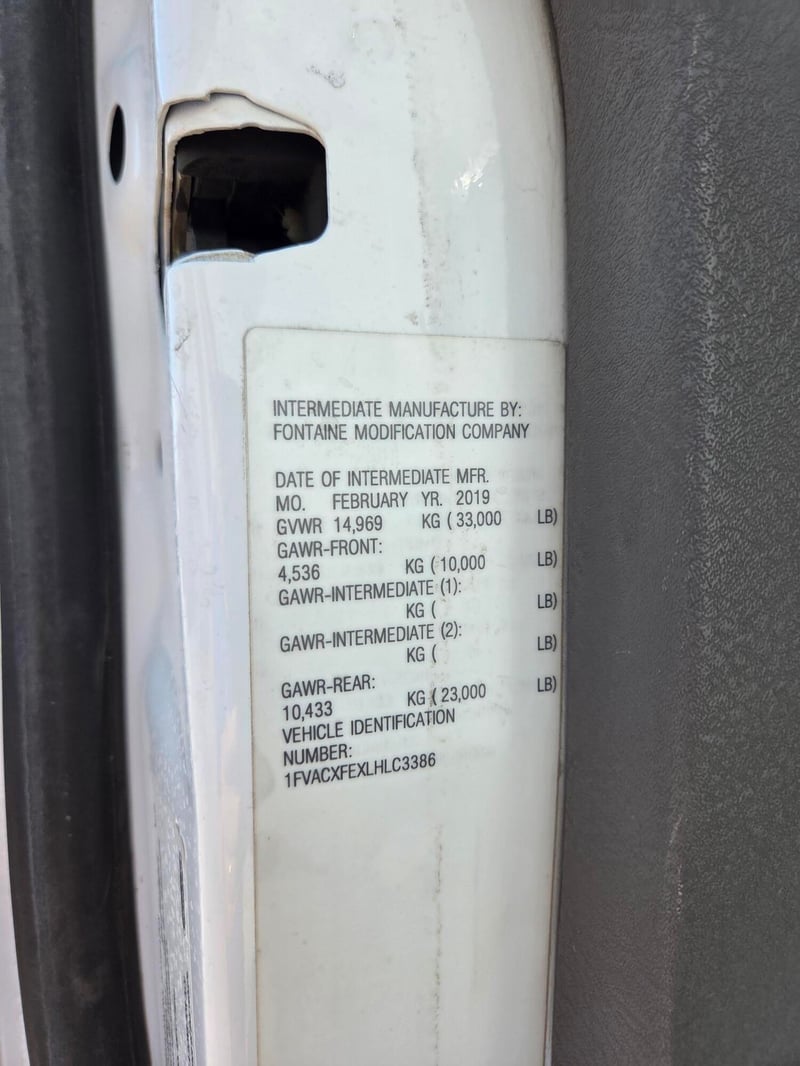 INTERMEDIATE MANUFACTURE BY:
FONTAINE MODIFICATION COMPANY
DATE OF INTERMEDIATE MFR.
MO. FEBRUARY YR. 2019
GVWR 14,969 KG ( 33,000 LB)
GAWR-FRONT:
4,536 KG ( 10,000 LB)
GAWR-INTERMEDIATE (1):
KG ( LB)
GAWR-INTERMEDIATE (2):
KG ( LB)
GAWR-REAR:
10,433 KG ( 23,000 LB)
VEHICLE IDENTIFICATION
NUMBER:
1FVACXFEXLHLC3386